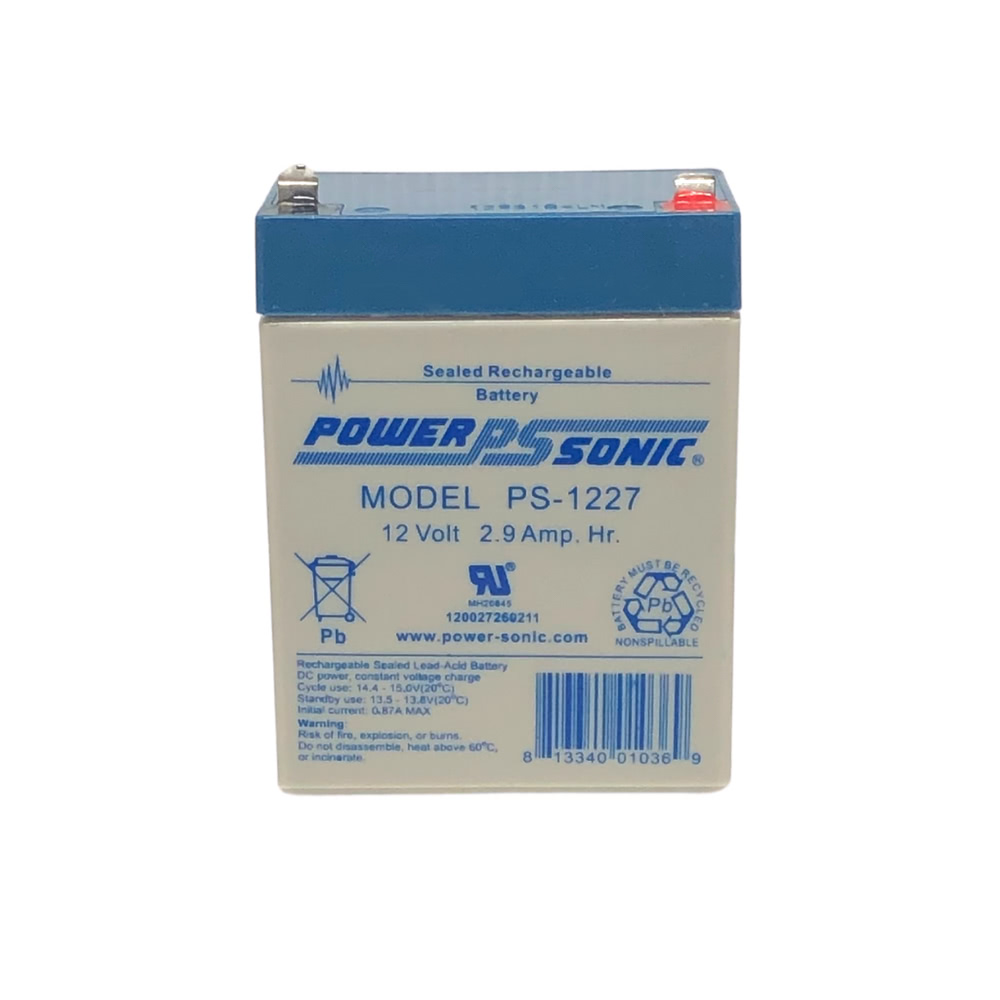 Sealed Rechargeable
Battery
POWER PS SONIC®
MODEL PS-1227
12 Volt 2.9 Amp. Hr.
Pb
MH20845
120027260211
www.power-sonic.com
BATTERY MUST BE RECYCLED
Pb
NONSPILLABLE
Rechargeable Sealed Lead-Acid Battery
DC power, constant voltage charge
Cycle use: 14.4 - 15.0V(20°C)
Standby use: 13.5 - 13.8V(20°C)
Initial current: 0.87A MAX
Warning:
Risk of fire, explosion, or burns.
Do not disassemble, heat above 60°C,
or incinerate.
8 13340 01036 9